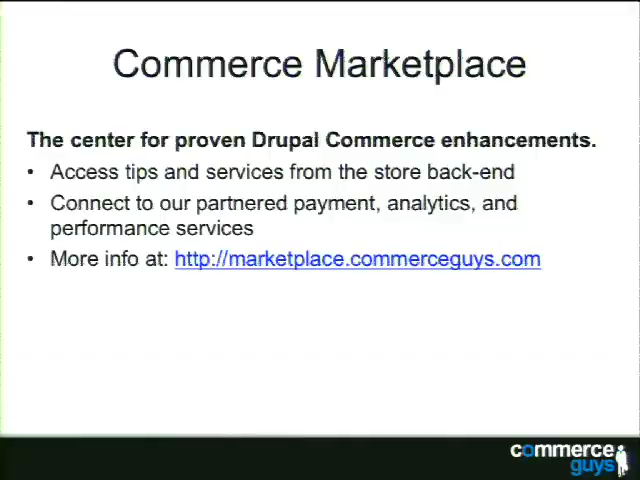 Commerce Marketplace
The center for proven Drupal Commerce enhancements.
• Access tips and services from the store back-end
• Connect to our partnered payment, analytics, and
performance services
• More info at: http://marketplace.commerceguys.com
commerce
guys